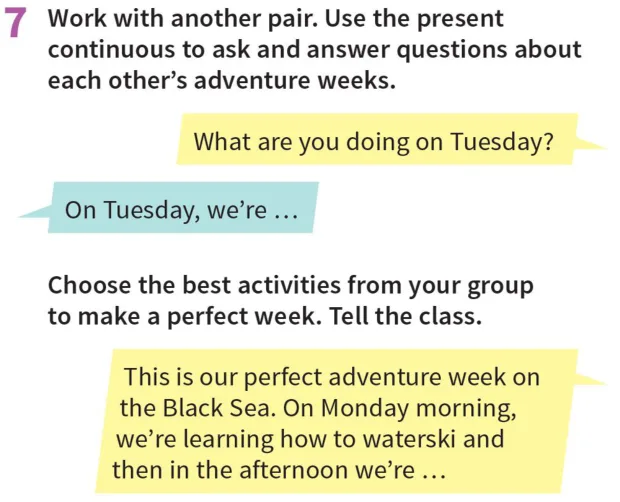 7 Work with another pair. Use the present
continuous to ask and answer questions about
each other’s adventure weeks.
What are you doing on Tuesday?
On Tuesday, we’re …
Choose the best activities from your group
to make a perfect week. Tell the class.
This is our perfect adventure week on
the Black Sea. On Monday morning,
we’re learning how to waterski and
then in the afternoon we’re …